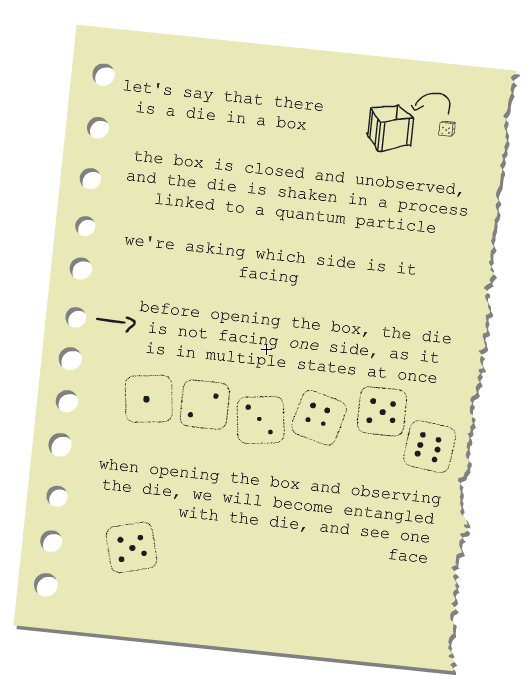 let's say that there
is a die in a box
the box is closed and unobserved,
and the die is shaken in a process
linked to a quantum particle
we're asking which side is it
facing
before opening the box, the die
is not facing one side, as it
is in multiple states at once
when opening the box and observing
the die, we will become entangled
with the die, and see one
face